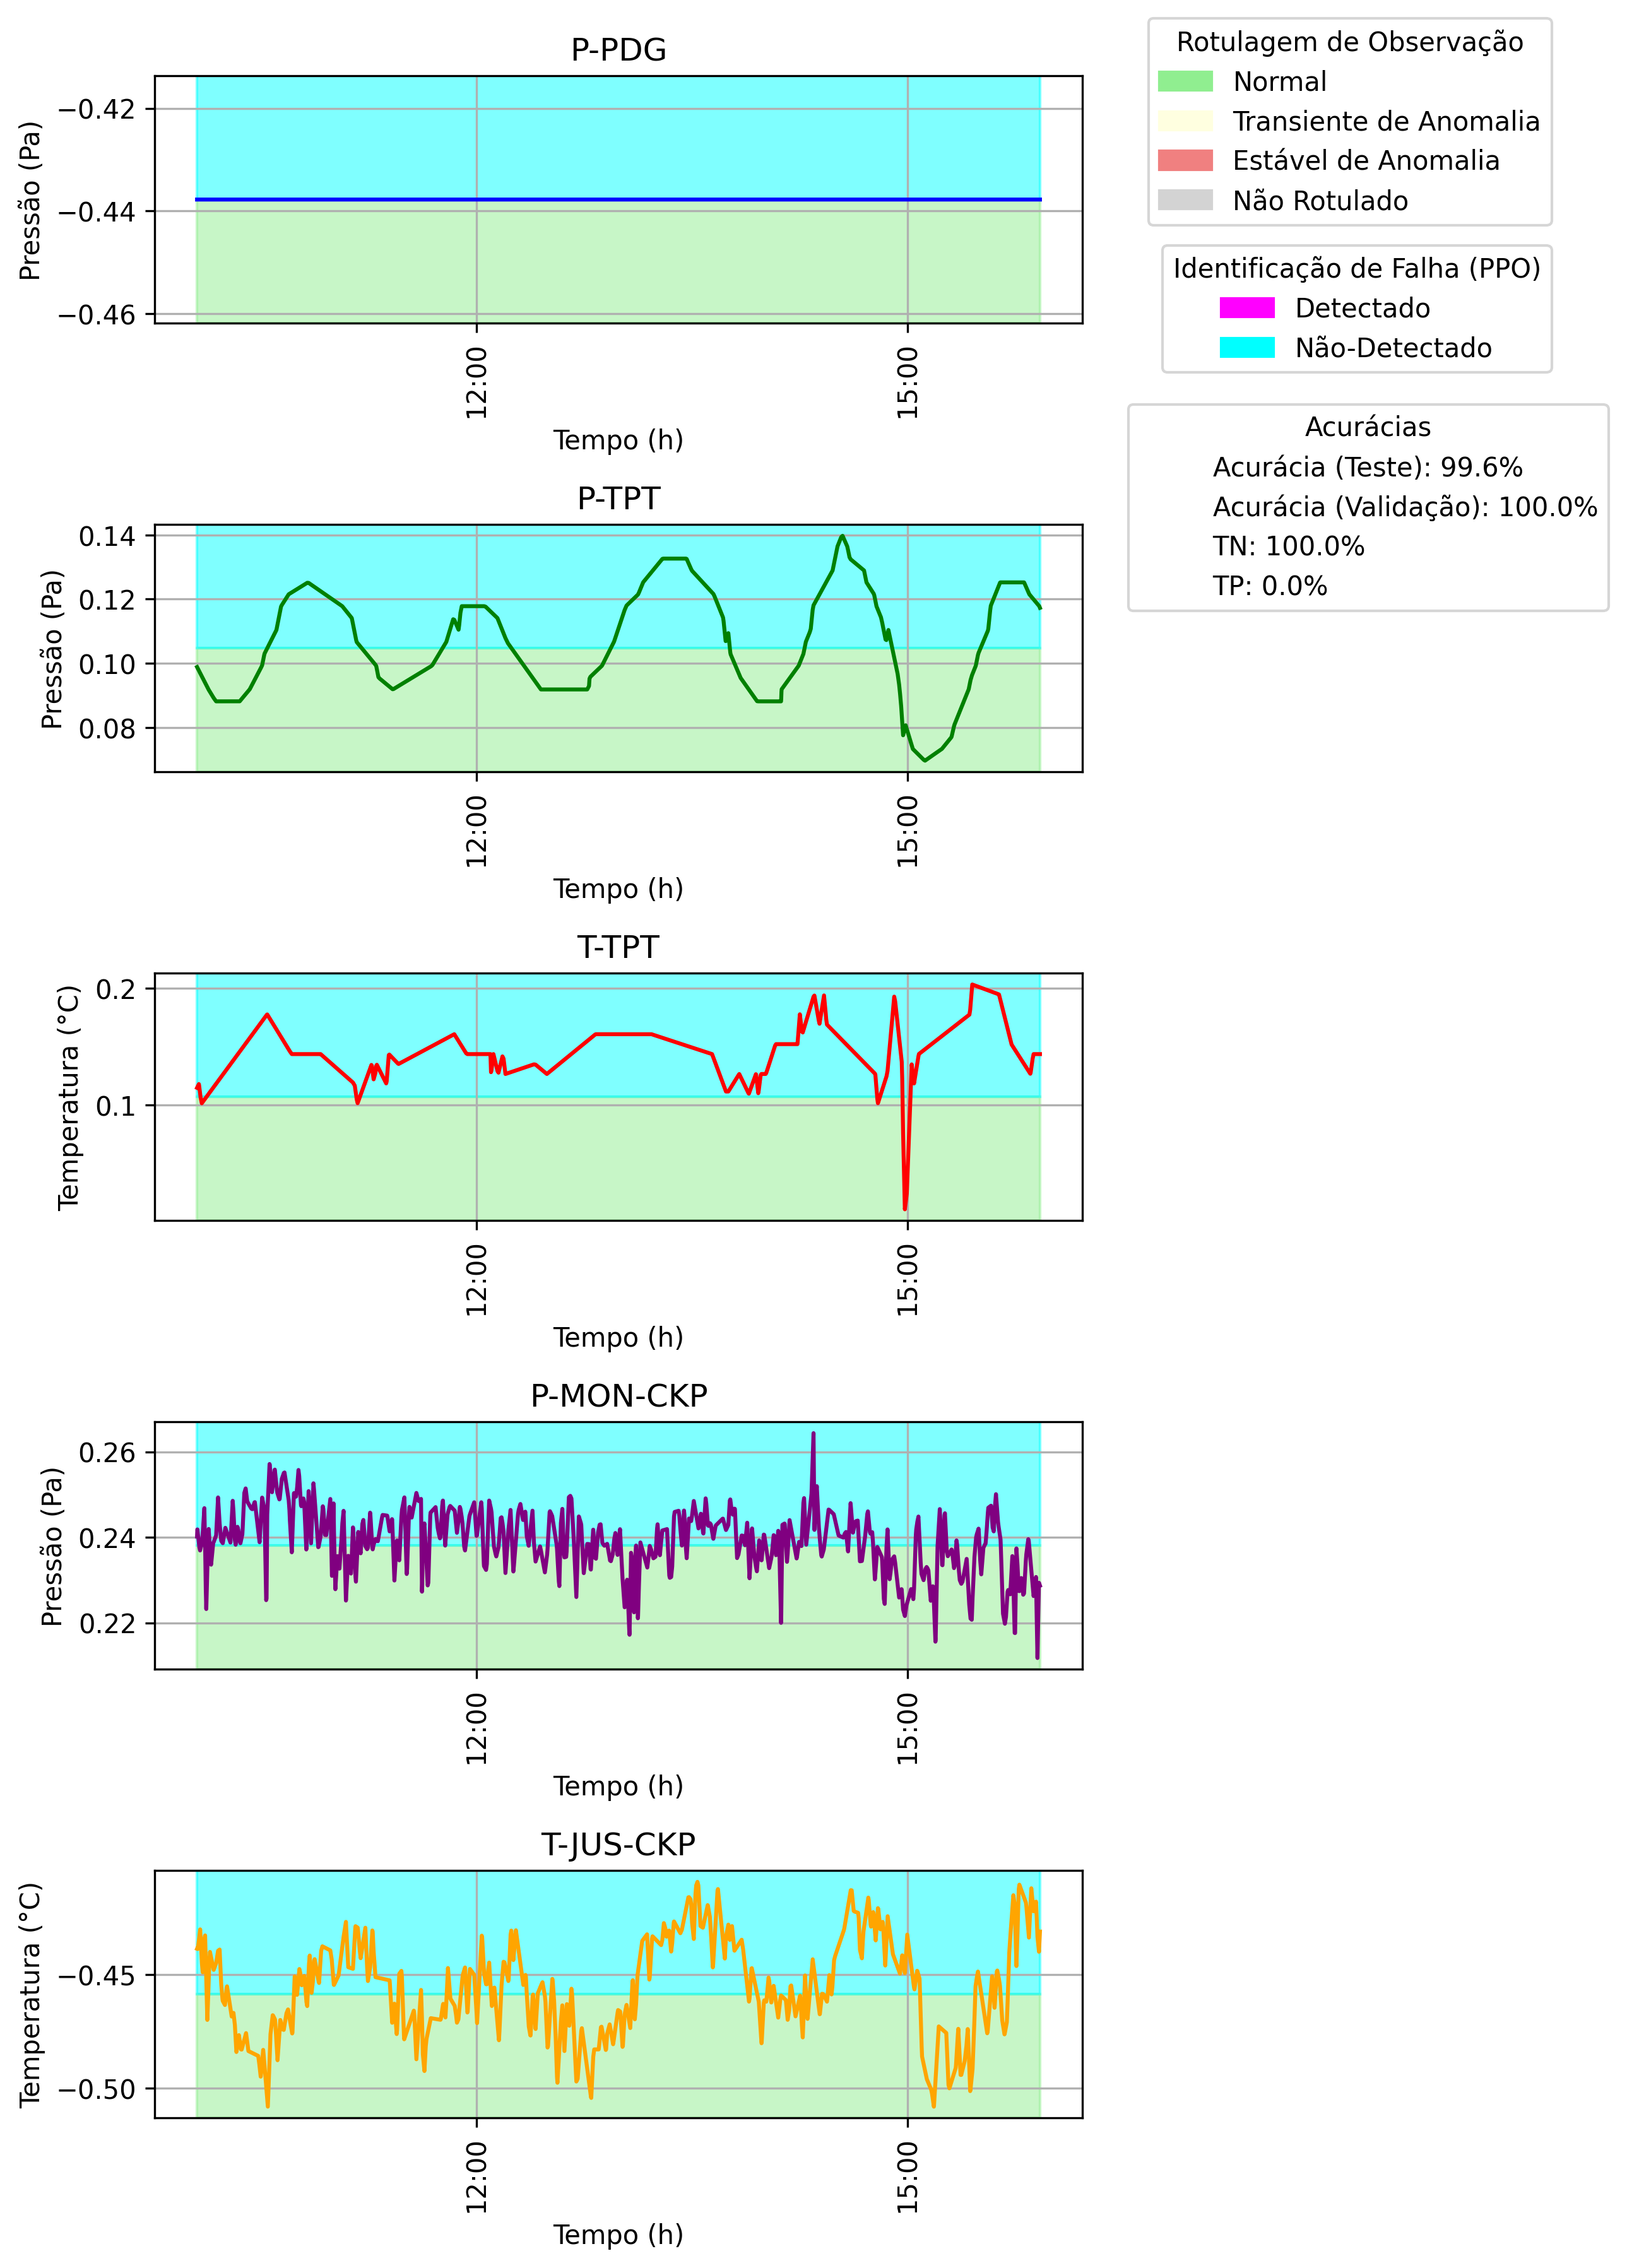 P-PDG
−0.42
−0.44
−0.46
Pressão (Pa)
12:00
15:00
Tempo (h)
Rotulagem de Observação
Normal
Transiente de Anomalia
Estável de Anomalia
Não Rotulado
Identificação de Falha (PPO)
Detectado
Não-Detectado
Acurácias
Acurácia (Teste): 99.6%
Acurácia (Validação): 100.0%
TN: 100.0%
TP: 0.0%
P-TPT
0.14
0.12
0.10
0.08
Pressão (Pa)
12:00
15:00
Tempo (h)
T-TPT
0.2
0.1
Temperatura (°C)
12:00
15:00
Tempo (h)
P-MON-CKP
0.26
0.24
0.22
Pressão (Pa)
12:00
15:00
Tempo (h)
T-JUS-CKP
−0.45
−0.50
Temperatura (°C)
12:00
15:00
Tempo (h)